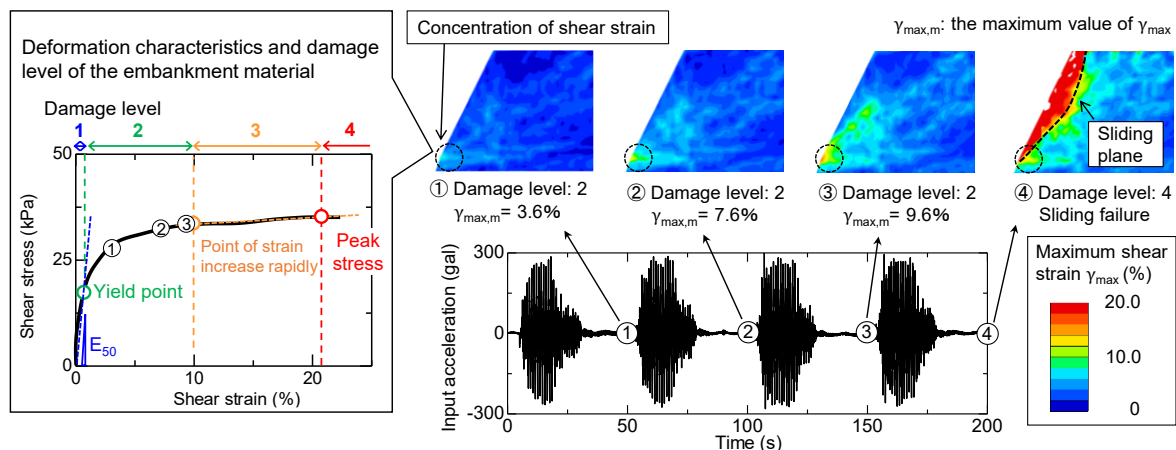 Deformation characteristics and damage
level of the embankment material
Damage level
1
2
3
4
50
25
0
Shear stress (kPa)
① ② ③
Point of strain
increase rapidly
Peak
stress
Yield point
E50
0
10
20
Shear strain (%)
Concentration of shear strain
γmax,m: the maximum value of γmax
Sliding
plane
① Damage level: 2
γmax,m= 3.6%
② Damage level: 2
γmax,m= 7.6%
③ Damage level: 2
γmax,m= 9.6%
④ Damage level: 4
Sliding failure
Input acceleration (gal)
300
0
-300
① ② ③ ④
0
50
100
150
200
Time (s)
Maximum shear
strain γmax (%)
20.0
10.0
0